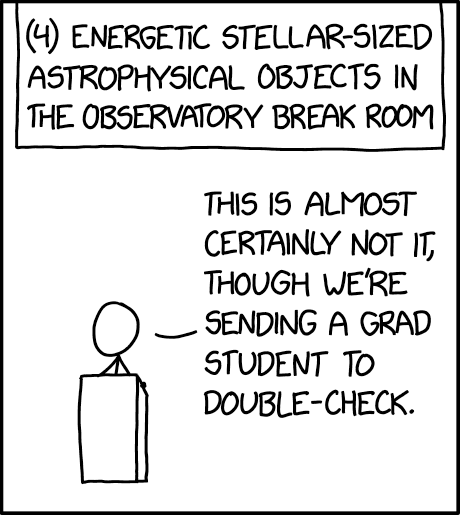 (4) ENERGETIC STELLAR-SIZED
ASTROPHYSICAL OBJECTS IN
THE OBSERVATORY BREAK ROOM
THIS IS ALMOST
CERTAINLY NOT IT,
THOUGH WE'RE
SENDING A GRAD
STUDENT TO
DOUBLE-CHECK.